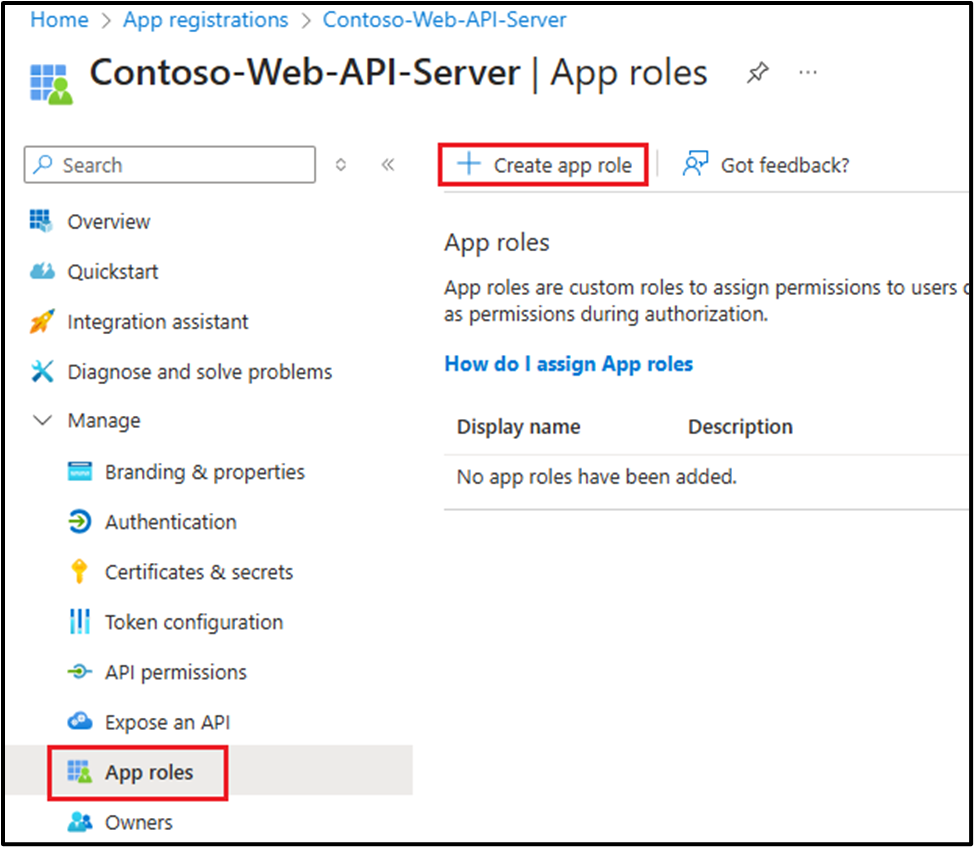 Home > App registrations > Contoso-Web-API-Server
Contoso-Web-API-Server | App roles ...
Search
Create app role
Got feedback?
Overview
Quickstart
Integration assistant
Diagnose and solve problems
Manage
Branding & properties
Authentication
Certificates & secrets
Token configuration
API permissions
Expose an API
App roles
Owners
App roles
App roles are custom roles to assign permissions to users
as permissions during authorization.
How do I assign App roles
Display name Description
No app roles have been added.